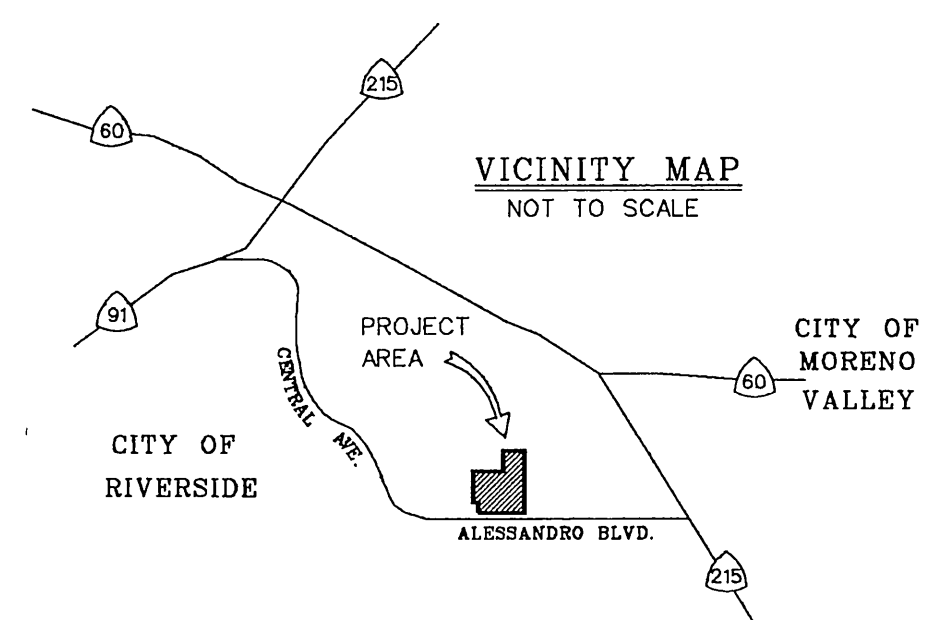 215
60
VICINITY MAP
NOT TO SCALE
91
PROJECT
AREA
CITY OF
MORENO
VALLEY
60
CENTRAL AVE.
CITY OF
RIVERSIDE
ALESSANDRO BLVD.
215